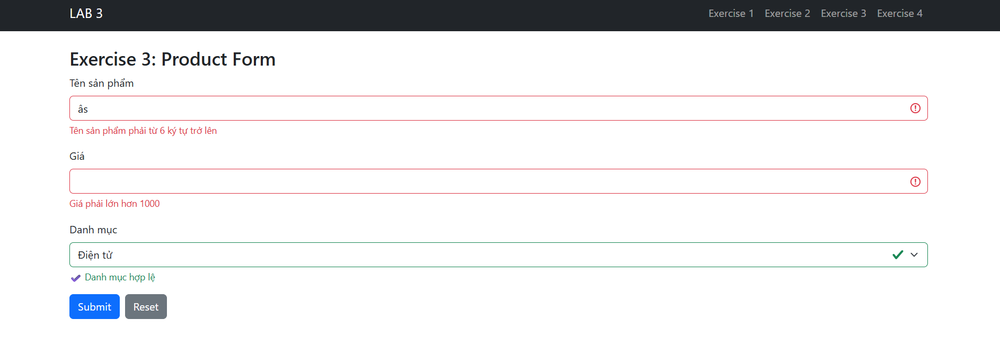 LAB 3
Exercise 1 Exercise 2 Exercise 3 Exercise 4
Exercise 3: Product Form
Tên sản phẩm
âs
Tên sản phẩm phải từ 6 ký tự trở lên
Giá
Giá phải lớn hơn 1000
Danh mục
Điện tử
Danh mục hợp lệ
Submit Reset